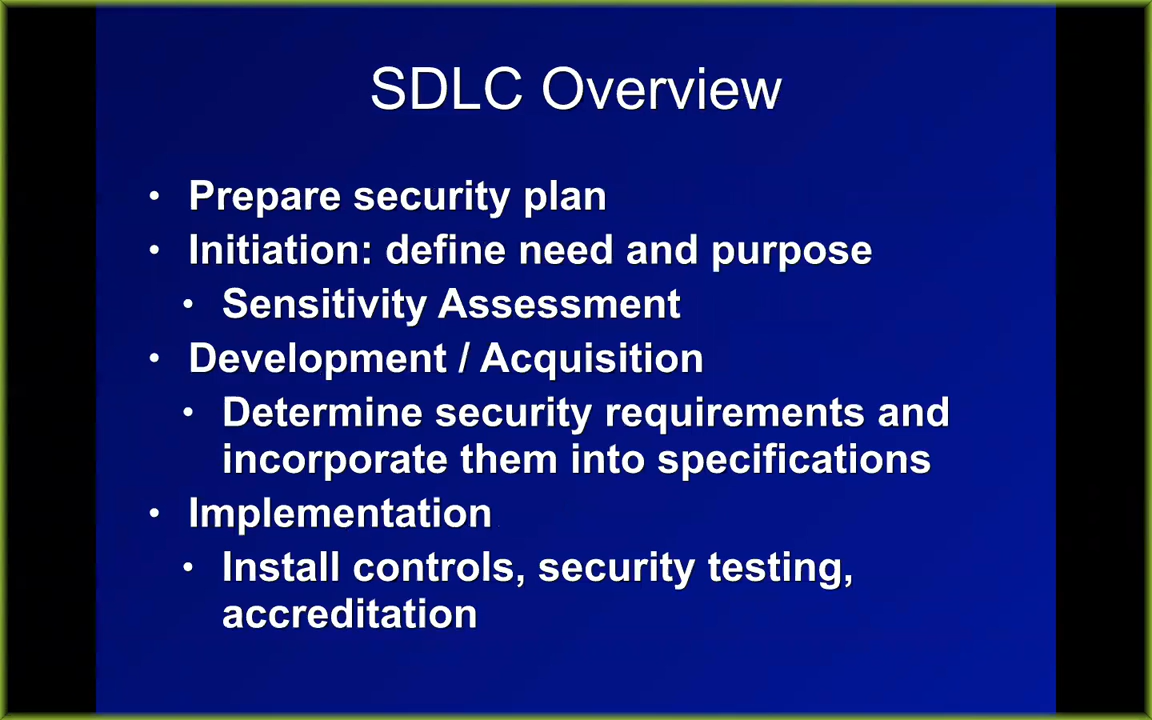 SDLC Overview
• Prepare security plan
• Initiation: define need and purpose
• Sensitivity Assessment
• Development / Acquisition
• Determine security requirements and
incorporate them into specifications
• Implementation
• Install controls, security testing,
accreditation